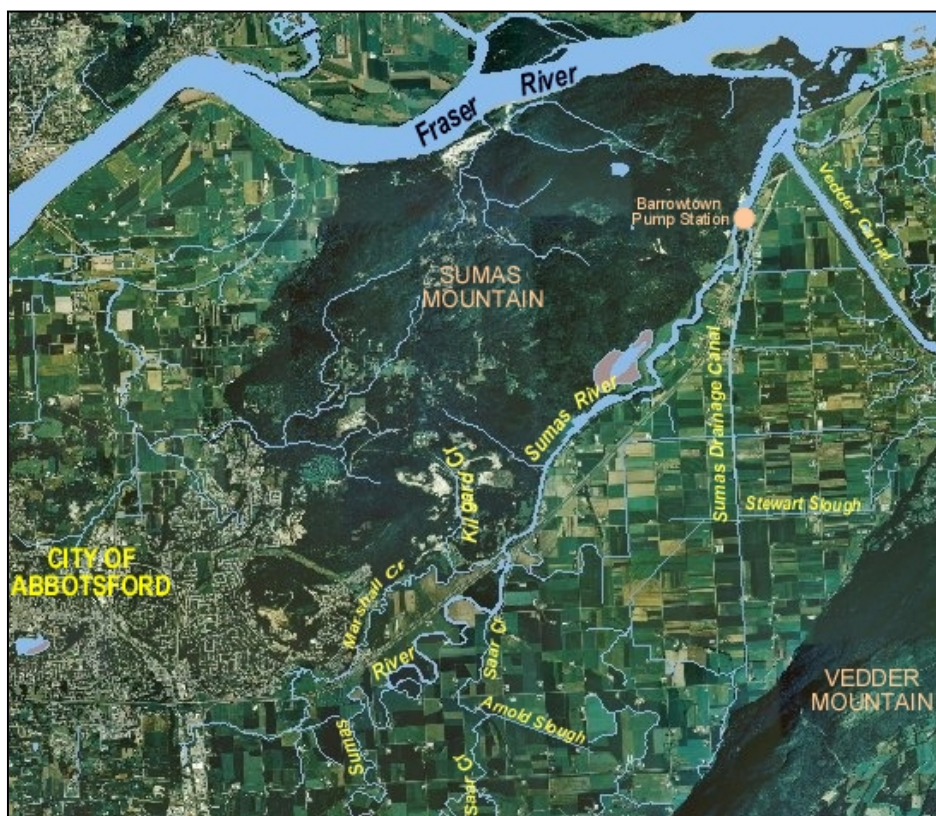 Fraser River
Vedder Canal
Barrowtown
Pump Station
SUMAS
MOUNTAIN
Sumas River
Sumas Drainage Canal
Kilgard Cr
Stewart Slough
CITY OF
ABBOTSFORD
Marshall Cr
River
Saar Cr
VEDDER
MOUNTAIN
Arnold Slough
Sumas
Saar Cr